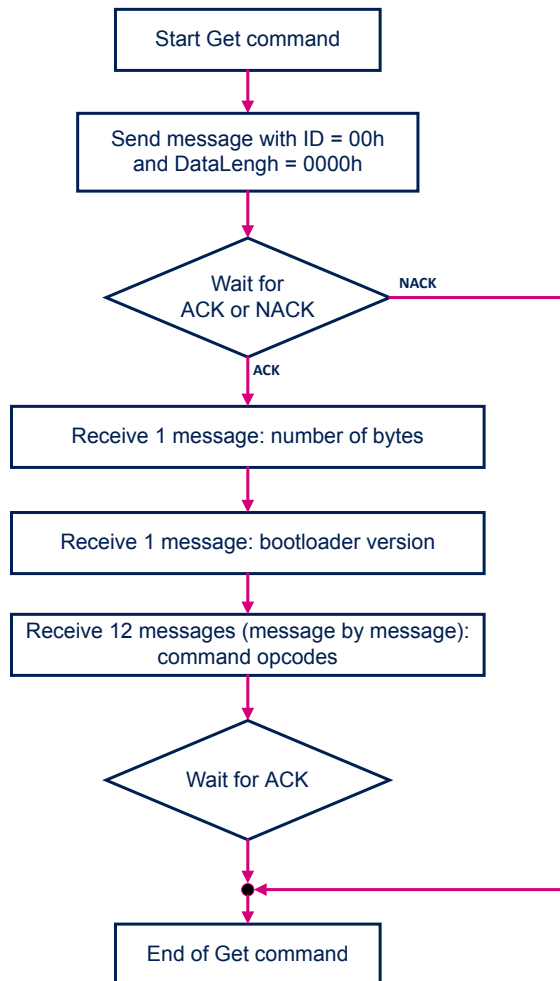 Start Get command
Send message with ID = 00h
and DataLengh = 0000h
Wait for
ACK or NACK
NACK
ACK
Receive 1 message: number of bytes
Receive 1 message: bootloader version
Receive 12 messages (message by message):
command opcodes
Wait for ACK
End of Get command